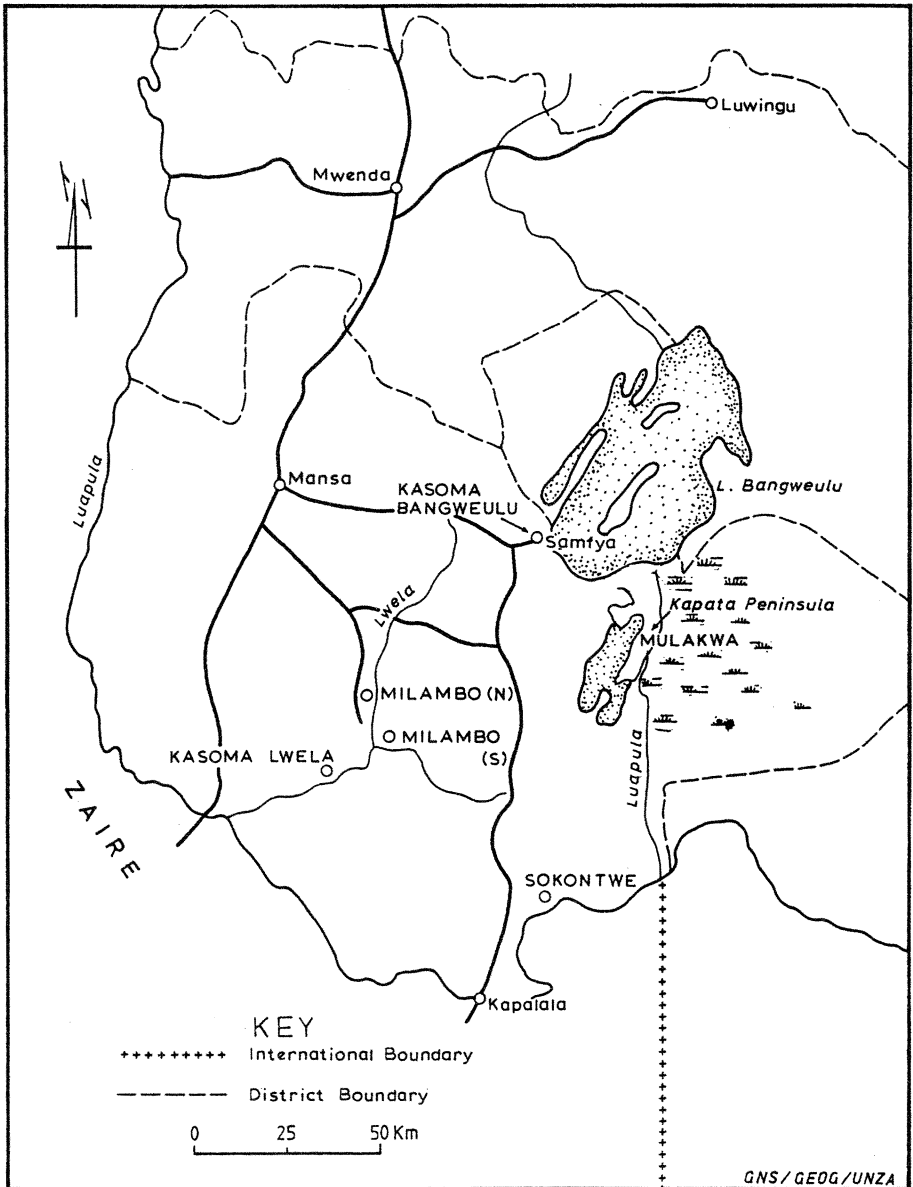 Luwingu
Mwenda
Luapula
Mansa
KASOMA
BANGWEULU
L. Bangweulu
Samfya
Lwela
Kapata Peninsula
MULAKWA
MILAMBO (N)
MILAMBO
(S)
KASOMA LWELA
Luapula
ZAIRE
SOKONTWE
Kapalala
KEY
+++++++++ International Boundary
District Boundary
0 25 50 Km
GNS/GEOG/UNZA